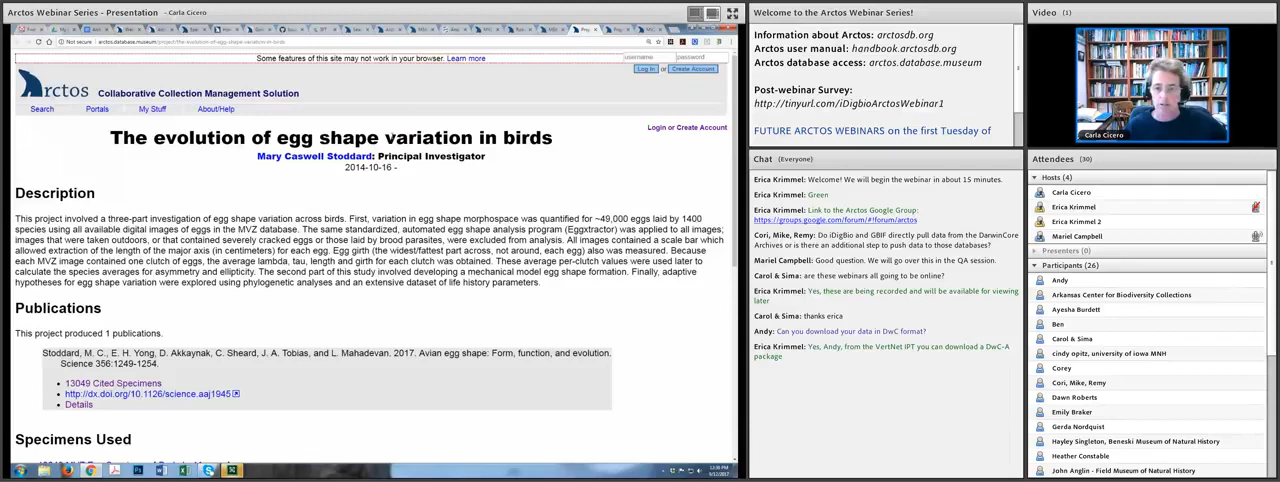 Arctos Webinar Series - Presentation - Carla Cicero
Not secure | arctos.database.museum/project/the-evolution-of-egg-shape-variation-in-birds
Some features of this site may not work in your browser. Learn more
username
password
Log In or Create Account
Arctos
Collaborative Collection Management Solution
Search
Portals
My Stuff
About/Help
Login or Create Account
The evolution of egg shape variation in birds
Mary Caswell Stoddard: Principal Investigator
2014-10-16 -
Description
This project involved a three-part investigation of egg shape variation across birds. First, variation in egg shape morphospace was quantified for ~49,000 eggs laid by 1400
species using all available digital images of eggs in the MVZ database. The same standardized, automated egg shape analysis program (Eggxtractor) was applied to all images;
images that were taken outdoors, or that contained severely cracked eggs or those laid by brood parasites, were excluded from analysis. All images contained a scale bar which
allowed extraction of the length of the major axis (in centimeters) for each egg. Egg girth (the widest/fattest part across, not around, each egg) also was measured. Because
each MVZ image contained one clutch of eggs, the average lambda, tau, length and girth for each clutch was obtained. These average per-clutch values were used later to
calculate the species averages for asymmetry and ellipticity. The second part of this study involved developing a mechanical model egg shape formation. Finally, adaptive
hypotheses for egg shape variation were explored using phylogenetic analyses and an extensive dataset of life history parameters.
Publications
This project produced 1 publications.
Stoddard, M. C., E. H. Yong, D. Akkaynak, C. Sheard, J. A. Tobias, and L. Mahadevan. 2017. Avian egg shape: Form, function, and evolution.
Science 356:1249-1254.
13049 Cited Specimens
http://dx.doi.org/10.1126/science.aaj1945
Details
Specimens Used
12:30 PM
9/12/2017
Welcome to the Arctos Webinar Series!
Information about Arctos: arctosdb.org
Arctos user manual: handbook.arctosdb.org
Arctos database access: arctos.database.museum
Post-webinar Survey:
http://tinyurl.com/iDigbioArctosWebinar1
FUTURE ARCTOS WEBINARS on the first Tuesday of
Chat (Everyone)
Erica Krimmel: Welcome! We will begin the webinar in about 15 minutes.
Erica Krimmel: Green
Erica Krimmel: Link to the Arctos Google Group:
https://groups.google.com/forum/#!forum/arctos
Cori, Mike, Remy: Do iDigBio and GBIF directly pull data from the DarwinCore
Archives or is there an additional step to push data to those databases?
Mariel Campbell: Good question. We will go over this in the QA session.
Carol & Sima: are these webinars all going to be online?
Erica Krimmel: Yes, these are being recorded and will be available for viewing
later
Carol & Sima: thanks erica
Andy: Can you download your data in DwC format?
Erica Krimmel: Yes, Andy, from the VertNet IPT you can download a DwC-A
package
Video (1)
Carla Cicero
Attendees (30)
Hosts (4)
Carla Cicero
Erica Krimmel
Erica Krimmel 2
Mariel Campbell
Presenters (0)
Participants (26)
Andy
Arkansas Center for Biodiversity Collections
Ayesha Burdett
Ben
Carol & Sima
cindy opitz, university of iowa MNH
Corey
Cori, Mike, Remy
Dawn Roberts
Emily Braker
Gerda Nordquist
Hayley Singleton, Beneski Museum of Natural History
Heather Constable
John Anglin - Field Museum of Natural History